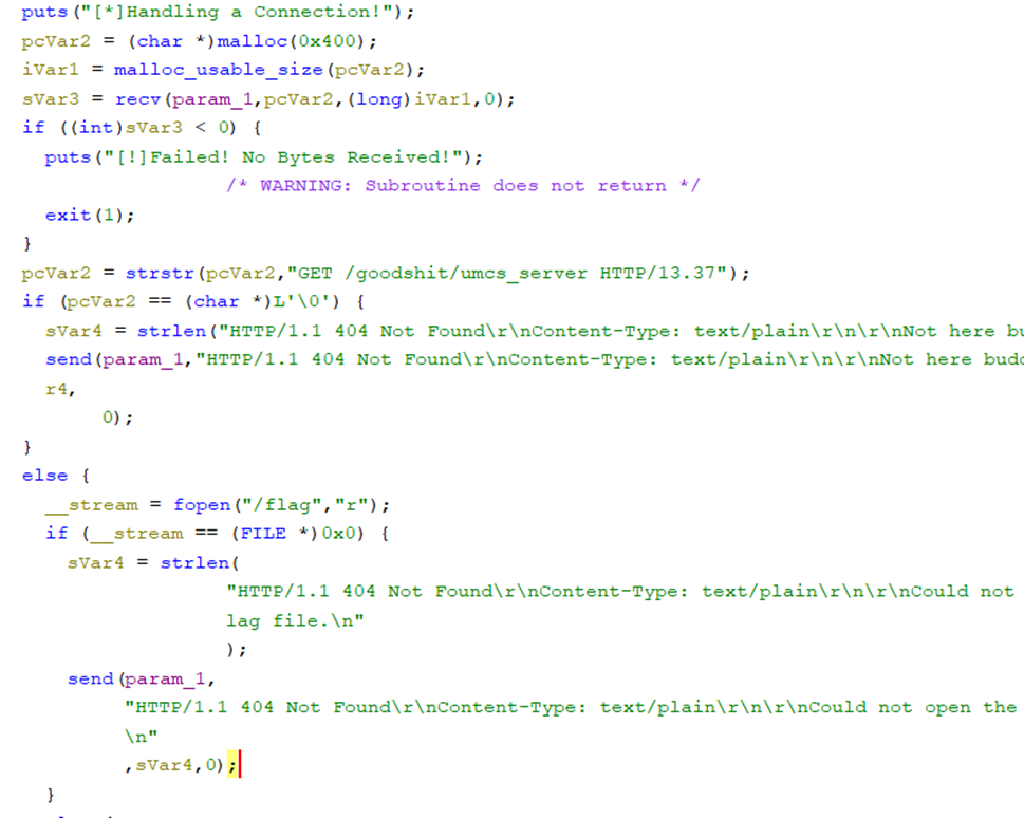 puts("[*]Handling a Connection!");
pcVar2 = (char *)malloc(0x400);
iVar1 = malloc_usable_size(pcVar2);
sVar3 = recv(param_1,pcVar2,(long)iVar1,0);
if ((int)sVar3 < 0) {
puts("[!]Failed! No Bytes Received!");
/* WARNING: Subroutine does not return */
exit(1);
}
pcVar2 = strstr(pcVar2,"GET /goodshit/umcs_server HTTP/13.37");
if (pcVar2 == (char *)L'\0') {
sVar4 = strlen("HTTP/1.1 404 Not Found\r\nContent-Type: text/plain\r\n\r\nNot here bu
send(param_1,"HTTP/1.1 404 Not Found\r\nContent-Type: text/plain\r\n\r\nNot here bud
r4,
0);
}
else {
__stream = fopen("/flag","r");
if (__stream == (FILE *)0x0) {
sVar4 = strlen(
"HTTP/1.1 404 Not Found\r\nContent-Type: text/plain\r\n\r\nCould not
lag file.\n"
);
send(param_1,
"HTTP/1.1 404 Not Found\r\nContent-Type: text/plain\r\n\r\nCould not open the
\n"
,sVar4,0);
}